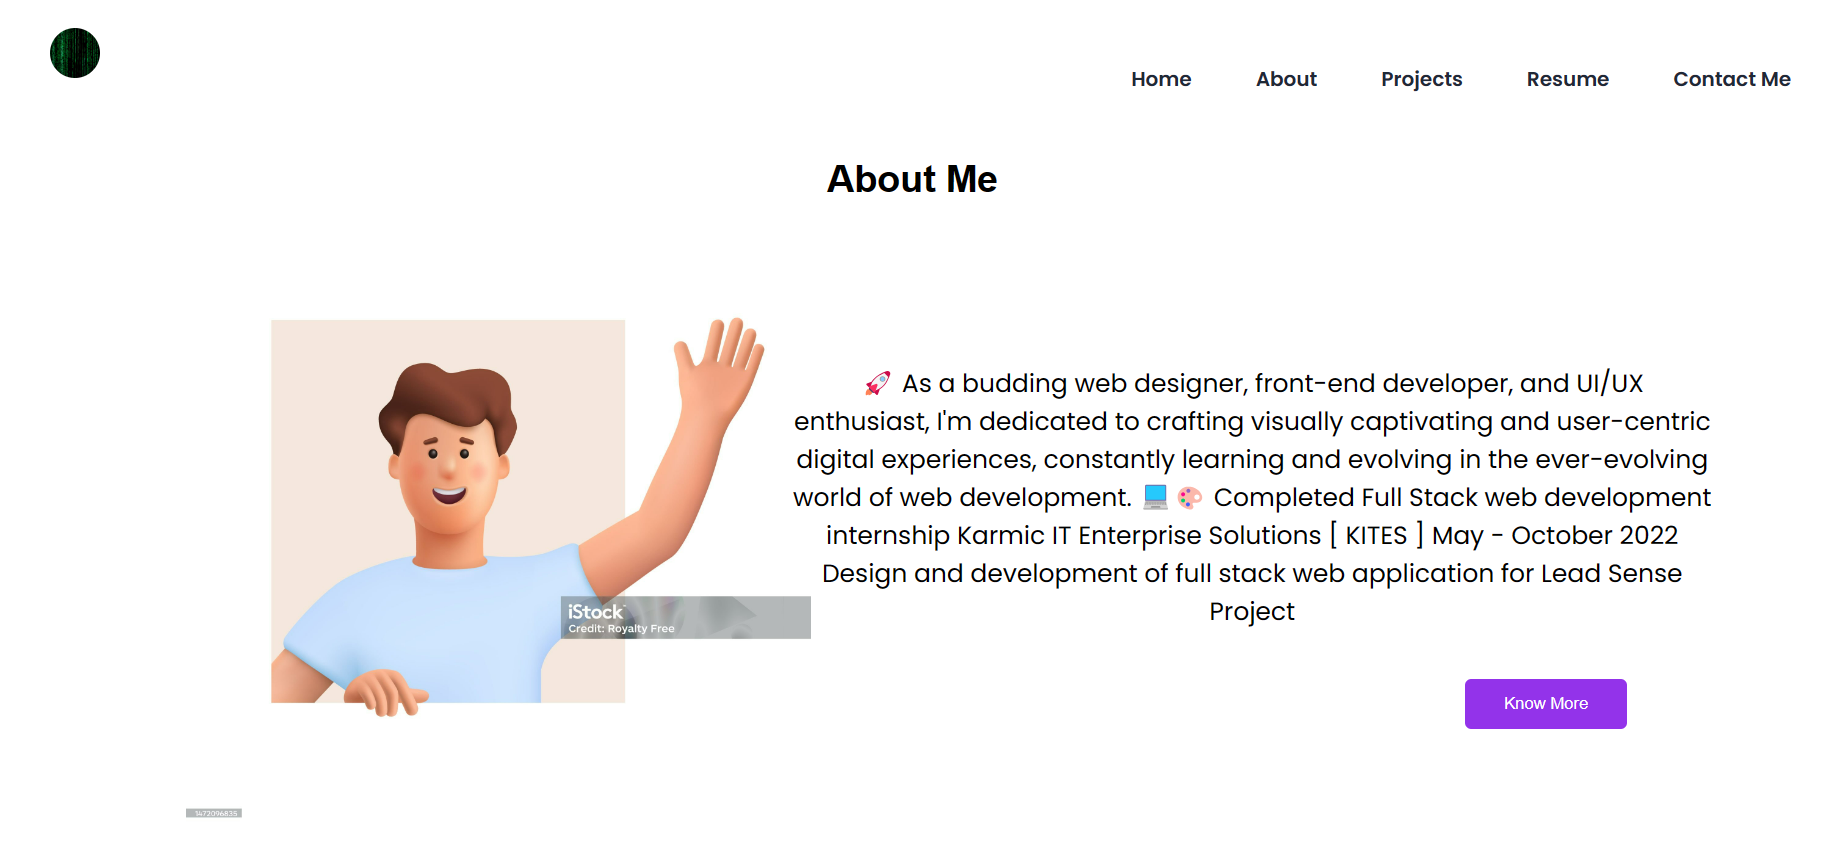 Home About Projects Resume Contact Me
About Me
🚀 As a budding web designer, front-end developer, and UI/UX
enthusiast, I'm dedicated to crafting visually captivating and user-centric
digital experiences, constantly learning and evolving in the ever-evolving
world of web development. 💻🎨 Completed Full Stack web development
internship Karmic IT Enterprise Solutions [ KITES ] May - October 2022
Design and development of full stack web application for Lead Sense
Project
iStock
Credit: Royalty Free
Know More
1472096835